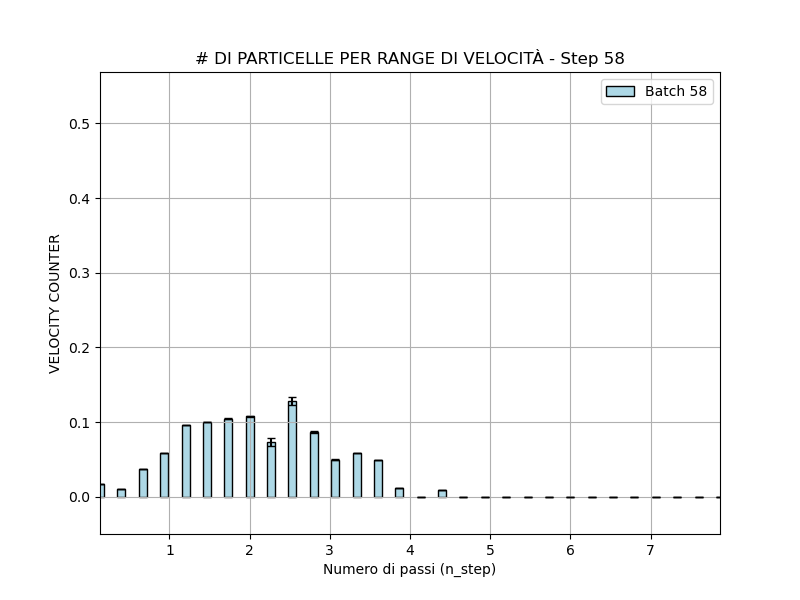 # DI PARTICELLE PER RANGE DI VELOCITÀ - Step 58
Batch 58
VELOCITY COUNTER
0.5
0.4
0.3
0.2
0.1
0.0
1 2 3 4 5 6 7
Numero di passi (n_step)